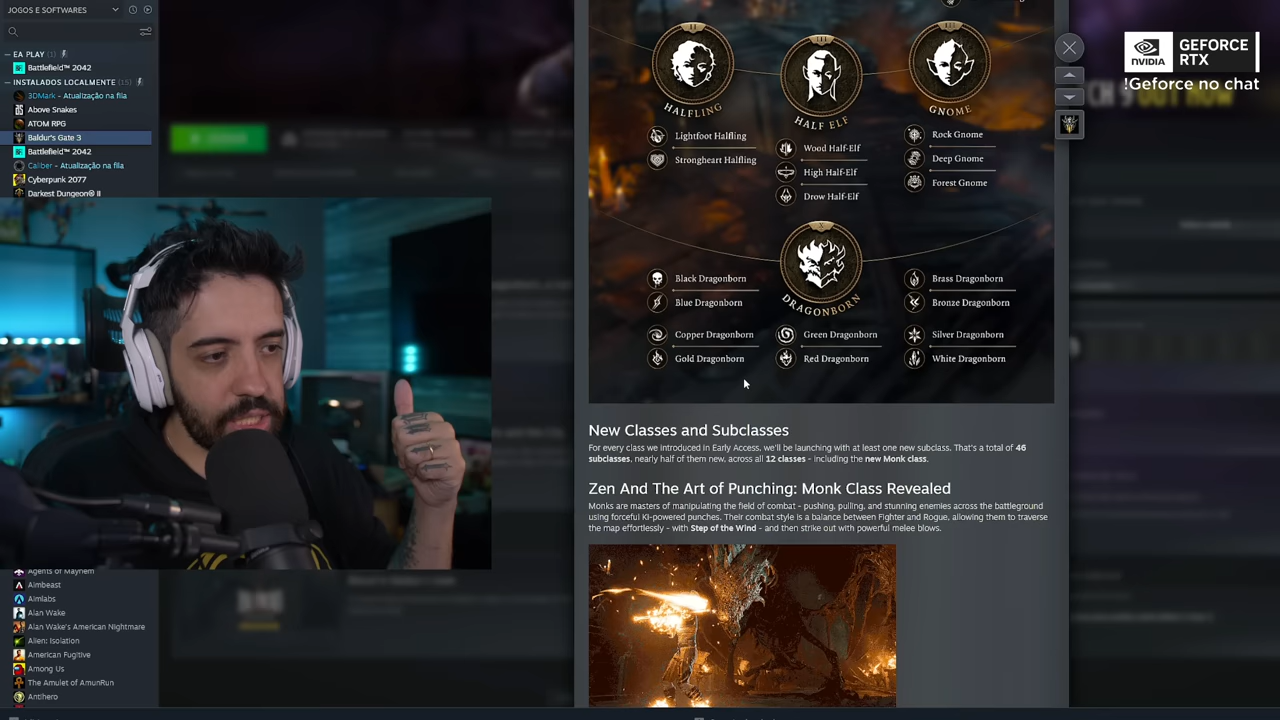 JOGOS E SOFTWARES
EA PLAY (1)
Battlefield™ 2042
INSTALADOS LOCALMENTE (15)
3DMark - Atualização na fila
Above Snakes
ATOM RPG
Baldur's Gate 3
Battlefield™ 2042
Caliber - Atualização na fila
Cyberpunk 2077
Darkest Dungeon® II
Agents of Mayhem
Aimbeast
Aimlabs
Alan Wake
Alan Wake's American Nightmare
Alien: Isolation
American Fugitive
Among Us
The Amulet of AmunRun
Antihero
II
HALFLING
Lightfoot Halfling
Strongheart Halfling
HALF ELF
Wood Half-Elf
High Half-Elf
Drow Half-Elf
GNOME
Rock Gnome
Deep Gnome
Forest Gnome
X
DRAGONBORN
Black Dragonborn
Blue Dragonborn
Brass Dragonborn
Bronze Dragonborn
Copper Dragonborn
Gold Dragonborn
Green Dragonborn
Red Dragonborn
Silver Dragonborn
White Dragonborn
New Classes and Subclasses
For every class we introduced in Early Access, we'll be launching with at least one new subclass. That's a total of 46
subclasses, nearly half of them new, across all 12 classes - including the new Monk class.
Zen And The Art of Punching: Monk Class Revealed
Monks are masters of manipulating the field of combat - pushing, pulling, and stunning enemies across the battleground
using forceful Ki-powered punches. Their combat style is a balance between Fighter and Rogue, allowing them to traverse
the map effortlessly - with Step of the Wind - and then strike out with powerful melee blows.
NVIDIA
GEFORCE
RTX
!Geforce no chat
OUT now